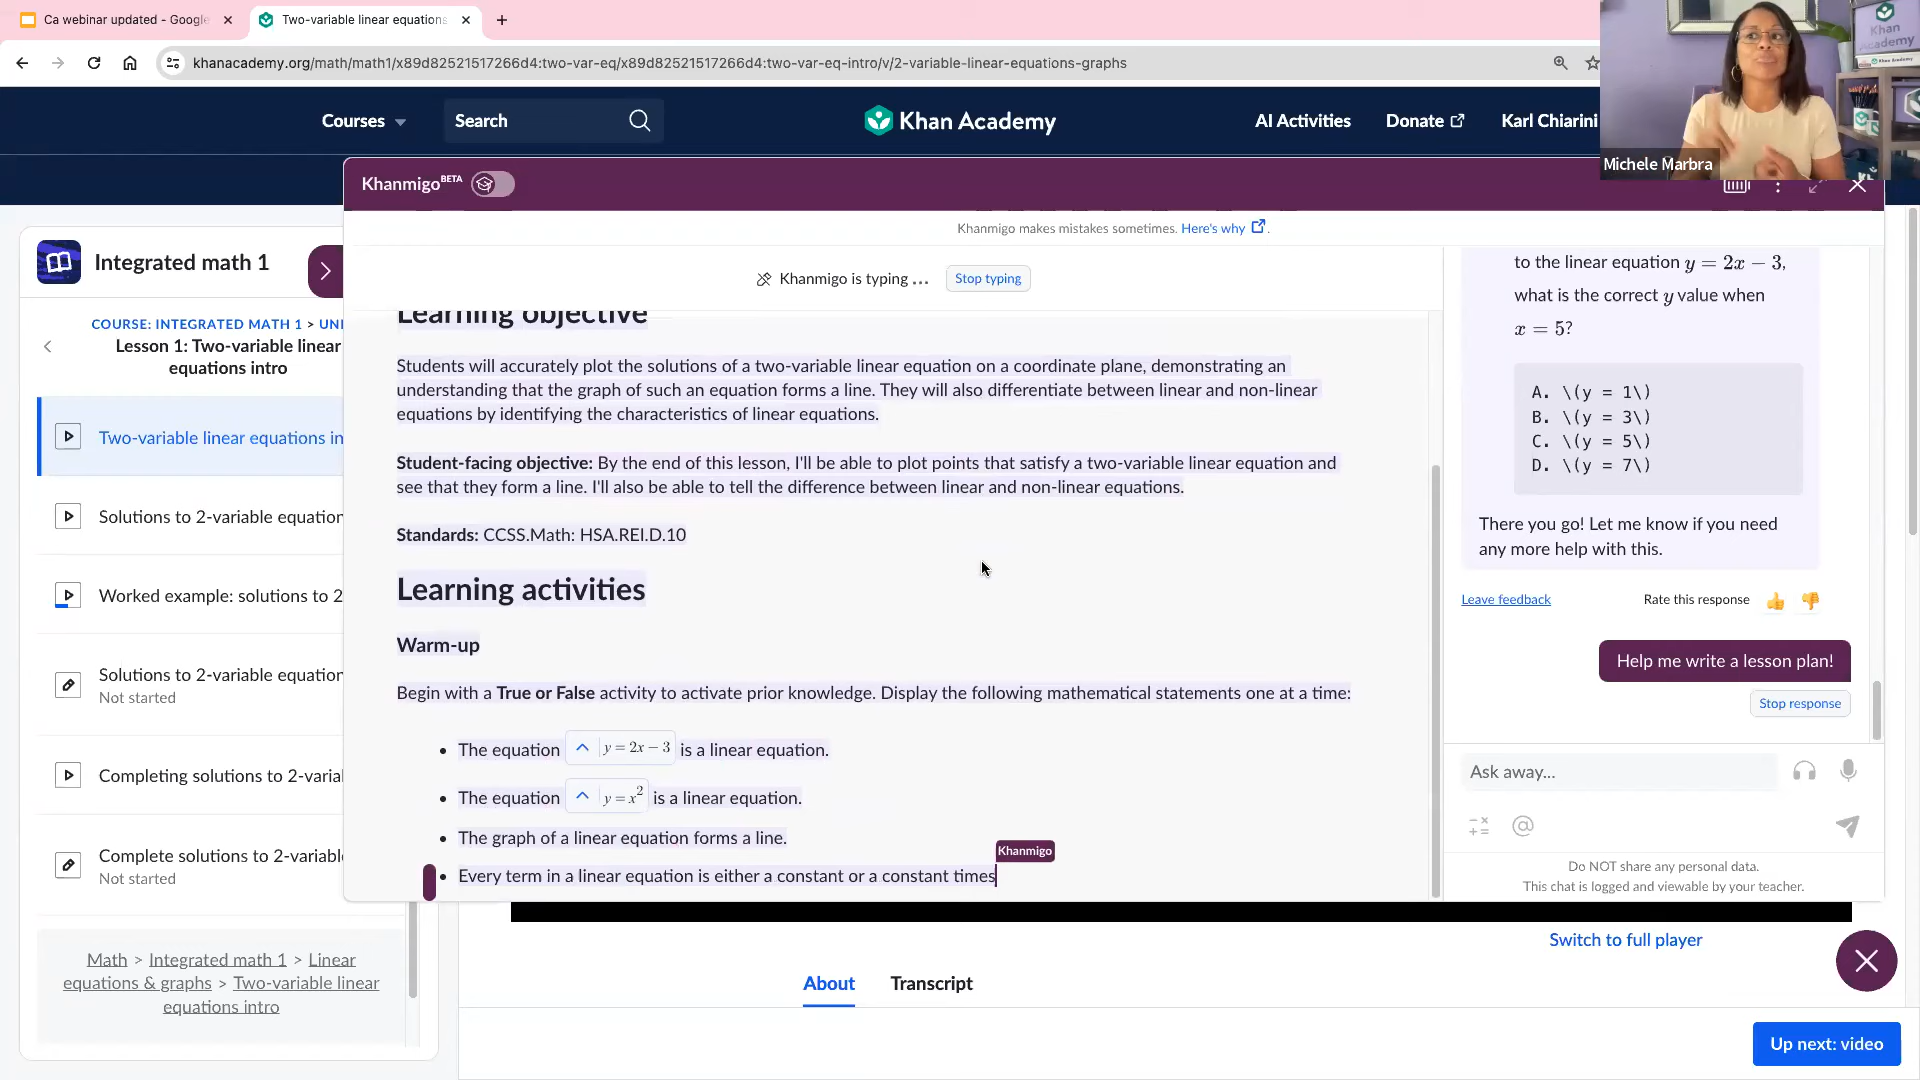 Ca webinar updated - Google
Two-variable linear equations
khanacademy.org/math/math1/x89d82521517266d4:two-var-eq/x89d82521517266d4:two-var-eq-intro/v/2-variable-linear-equations-graphs
Courses
Search
Khan Academy
AI Activities
Donate
Karl Chiarini
Khan
Academy
Michele Marbra
Khanmigo BETA
Khanmigo makes mistakes sometimes. Here's why.
Integrated math 1
COURSE: INTEGRATED MATH 1 > UNI
Lesson 1: Two-variable linear
equations intro
Two-variable linear equations in
Solutions to 2-variable equation
Worked example: solutions to 2
Solutions to 2-variable equation
Not started
Completing solutions to 2-varia
Complete solutions to 2-variabl
Not started
Math > Integrated math 1 > Linear
equations & graphs > Two-variable linear
equations intro
Khanmigo is typing ...
Stop typing
Learning objective
Students will accurately plot the solutions of a two-variable linear equation on a coordinate plane, demonstrating an
understanding that the graph of such an equation forms a line. They will also differentiate between linear and non-linear
equations by identifying the characteristics of linear equations.
Student-facing objective: By the end of this lesson, I'll be able to plot points that satisfy a two-variable linear equation and
see that they form a line. I'll also be able to tell the difference between linear and non-linear equations.
Standards: CCSS.Math: HSA.REI.D.10
Learning activities
Warm-up
Begin with a True or False activity to activate prior knowledge. Display the following mathematical statements one at a time:
• The equation y = 2x − 3 is a linear equation.
• The equation y = x² is a linear equation.
• The graph of a linear equation forms a line.
Khanmigo
• Every term in a linear equation is either a constant or a constant times
to the linear equation y = 2x − 3,
what is the correct y value when
x = 5?
A. \(y = 1\)
B. \(y = 3\)
C. \(y = 5\)
D. \(y = 7\)
There you go! Let me know if you need
any more help with this.
Leave feedback
Rate this response
Help me write a lesson plan!
Stop response
Ask away...
Do NOT share any personal data.
This chat is logged and viewable by your teacher.
Switch to full player
About
Transcript
Up next: video